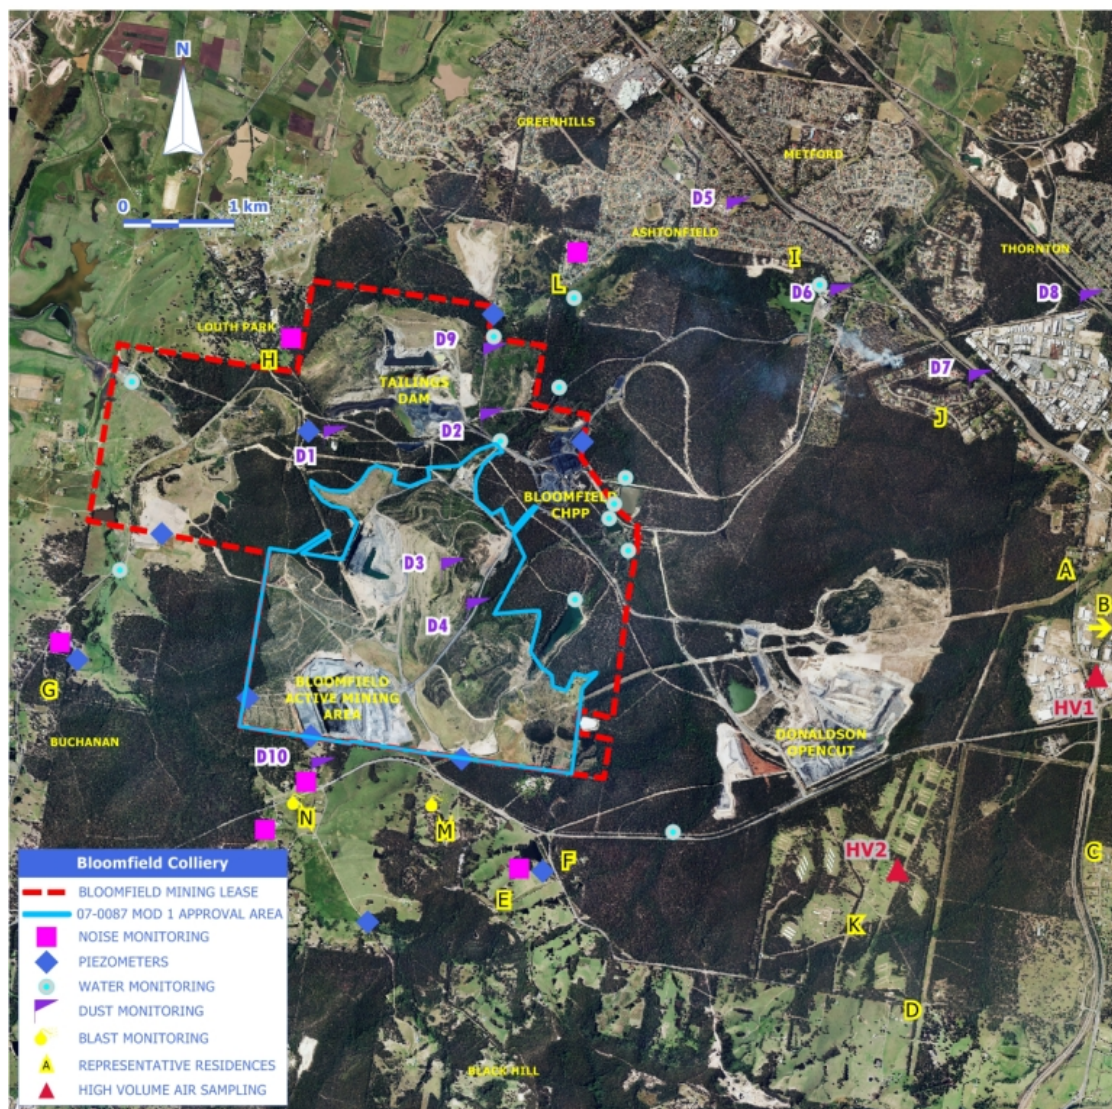 N
0 1 km
GREENHILLS
METFORD
D5
ASHTONFIELD
THORNTON
I
L
D6
D8
LOUTH PARK
D9
H
TAILINGS
DAM
D7
D2
J
D1
BLOOMFIELD
CHPP
D3
A
B
D4
G
BLOOMFIELD
ACTIVE MINING
AREA
HV1
BUCHANAN
DONALDSON
OPENCUT
D10
N
M
HV2
F
C
E
K
D
BLACK HILL
Bloomfield Colliery
BLOOMFIELD MINING LEASE
07-0087 MOD 1 APPROVAL AREA
NOISE MONITORING
PIEZOMETERS
WATER MONITORING
DUST MONITORING
BLAST MONITORING
A REPRESENTATIVE RESIDENCES
HIGH VOLUME AIR SAMPLING